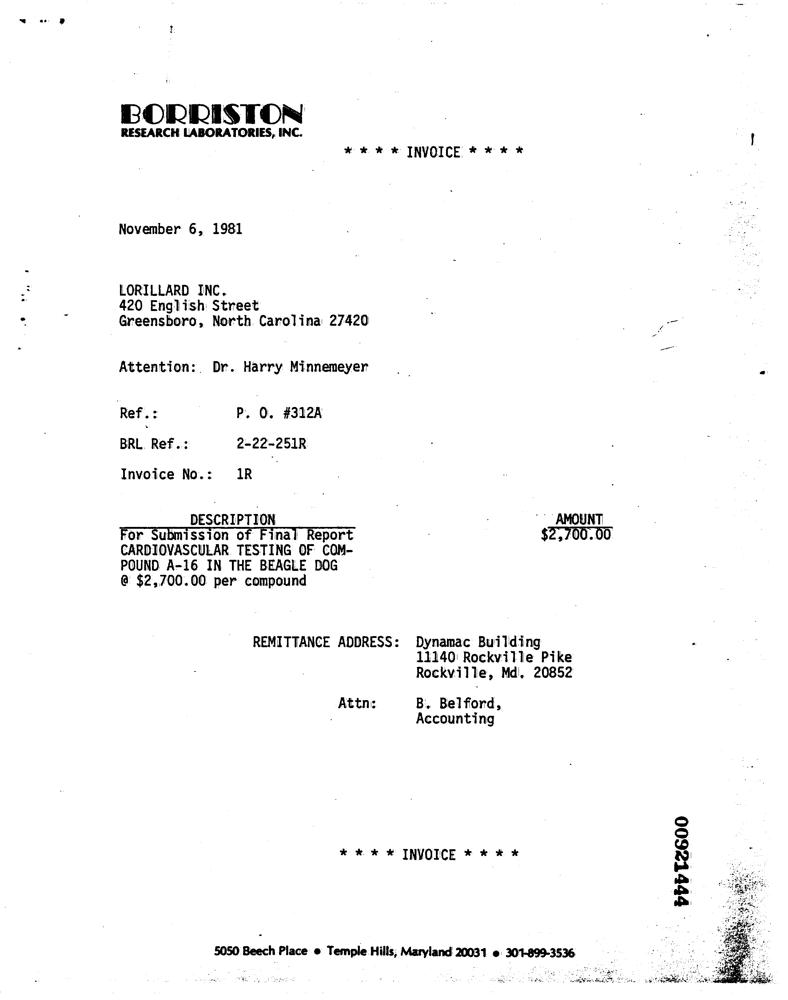 BORRISTON
RESEARCH LABORATORIES, INC.
* * * * INVOICE * * * *
November 6, 1981
LORILLARD INC.
420 English Street
Greensboro, North Carolina 27420
Attention: Dr. Harry Minnemeyer
Ref.: P. O. #312A
BRL Ref.: 2-22-251R
Invoice No.: 1R
DESCRIPTION AMOUNT
For Submission of Final Report $2,700.00
CARDIOVASCULAR TESTING OF COM-
POUND A-16 IN THE BEAGLE DOG
@ $2,700.00 per compound
REMITTANCE ADDRESS: Dynamac Building
11140 Rockville Pike
Rockville, Md. 20852
Attn: B. Belford,
Accounting
* * * * INVOICE * * * *
00921444
5050 Beech Place • Temple Hills, Maryland 20031 • 301-899-3536